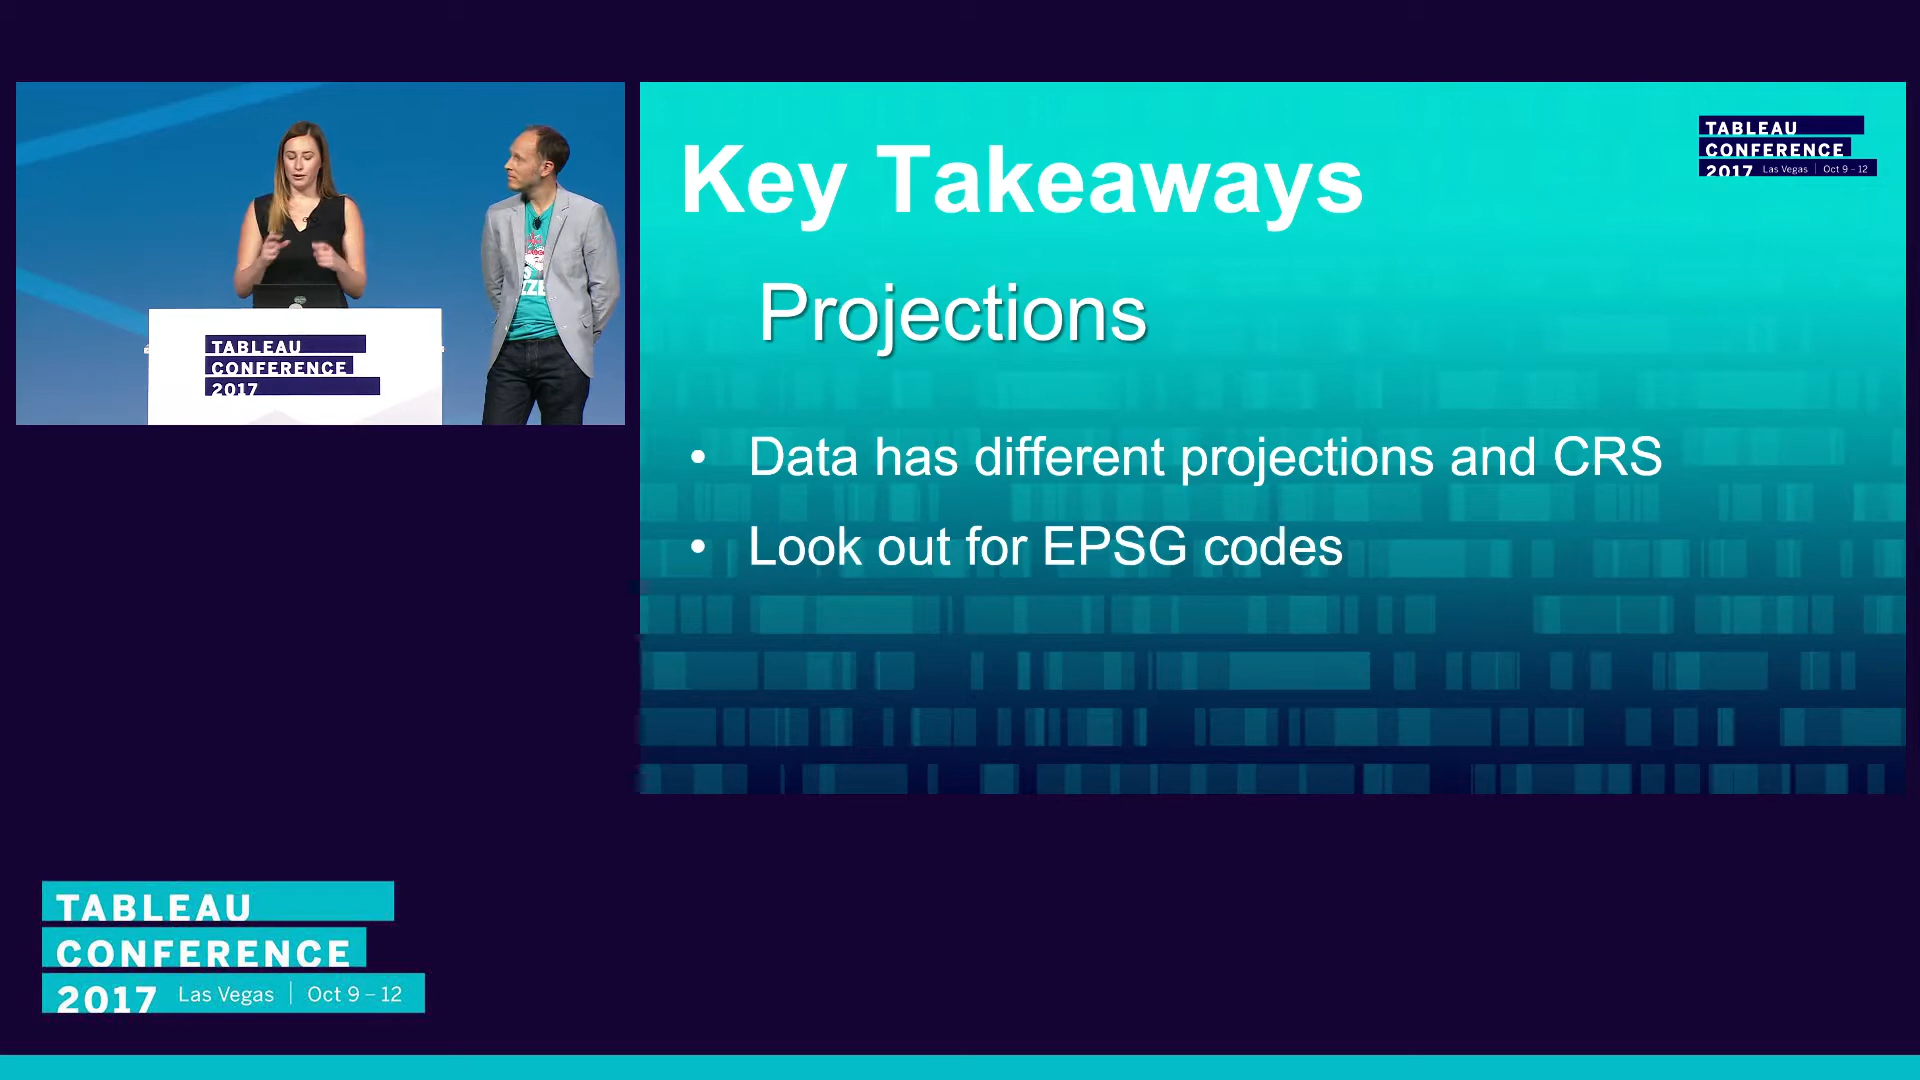 TABLEAU
CONFERENCE
2017
Key Takeaways
TABLEAU
CONFERENCE
2017 Las Vegas | Oct 9 – 12
Projections
• Data has different projections and CRS
• Look out for EPSG codes
TABLEAU
CONFERENCE
2017 Las Vegas | Oct 9 – 12